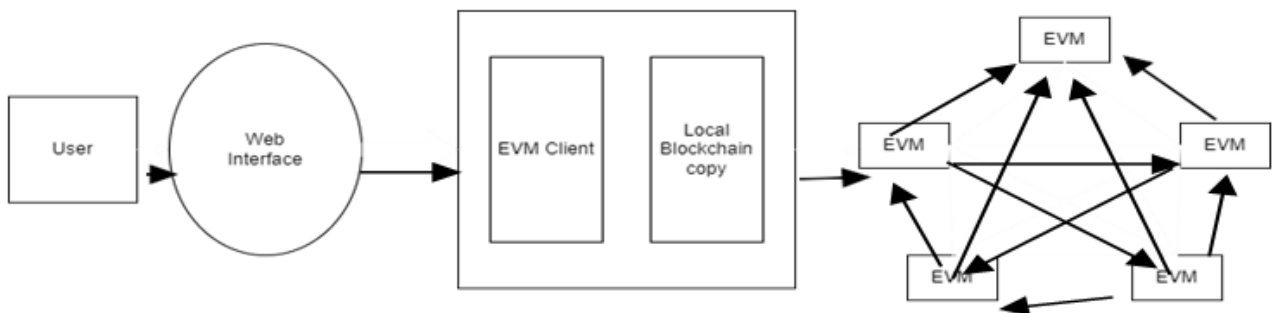 User
Web
Interface
EVM Client
Local
Blockchain
copy
EVM
EVM
EVM
EVM
EVM